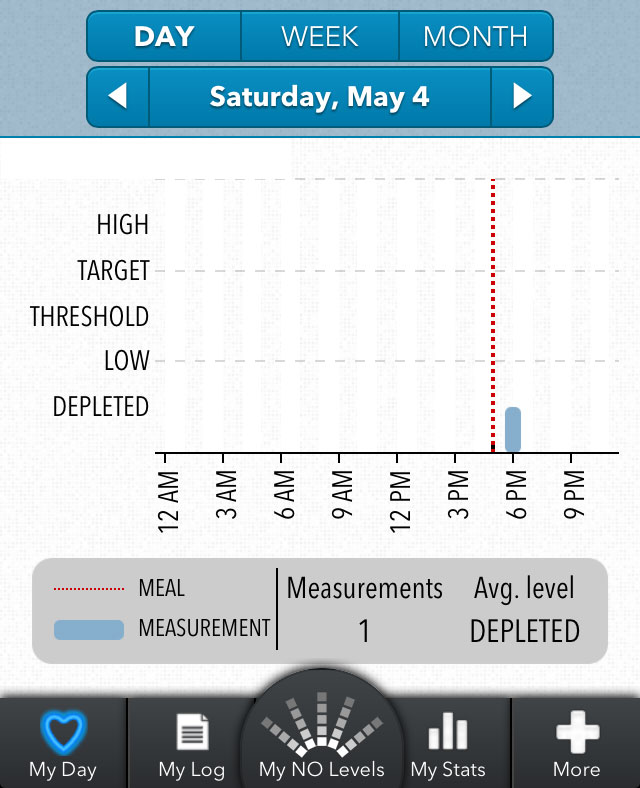 DAY WEEK MONTH
Saturday, May 4
HIGH
TARGET
THRESHOLD
LOW
DEPLETED
12 AM 3 AM 6 AM 9 AM 12 PM 3 PM 6 PM 9 PM
MEAL
MEASUREMENT
Measurements Avg. level
1 DEPLETED
My Day My Log My NO Levels My Stats More